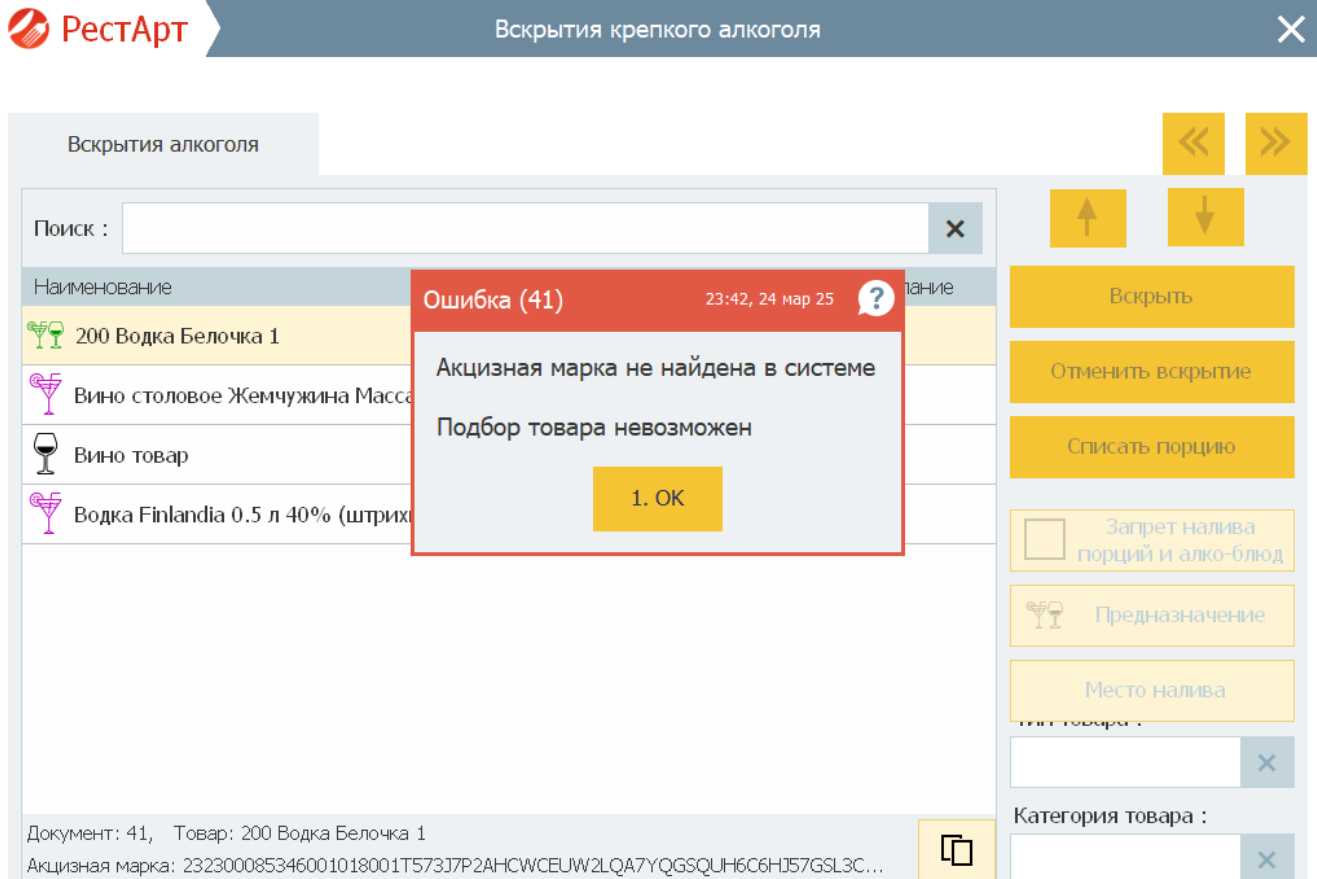 РестАрт
Вскрытия крепкого алкоголя
Вскрытия алкоголя
Поиск :
Наименование
200 Водка Белочка 1
Вино столовое Жемчужина
Вино товар
Водка Finlandia 0.5 л 40%
Ошибка (41)
23:42, 24 мар 25
Акцизная марка не найдена в системе
Подбор товара невозможен
1. OK
Вскрыть
Отменить вскрытие
Списать порцию
Запрет налива
порций и алко-блюд
Предназначение
Место налива
Категория товара :
Документ: 41, Товар: 200 Водка Белочка 1
Акцизная марка: 232300085346001018001T573J7P2AHCWCEUW2LQA7YQGSQUH6C6HJ57GSL3C...